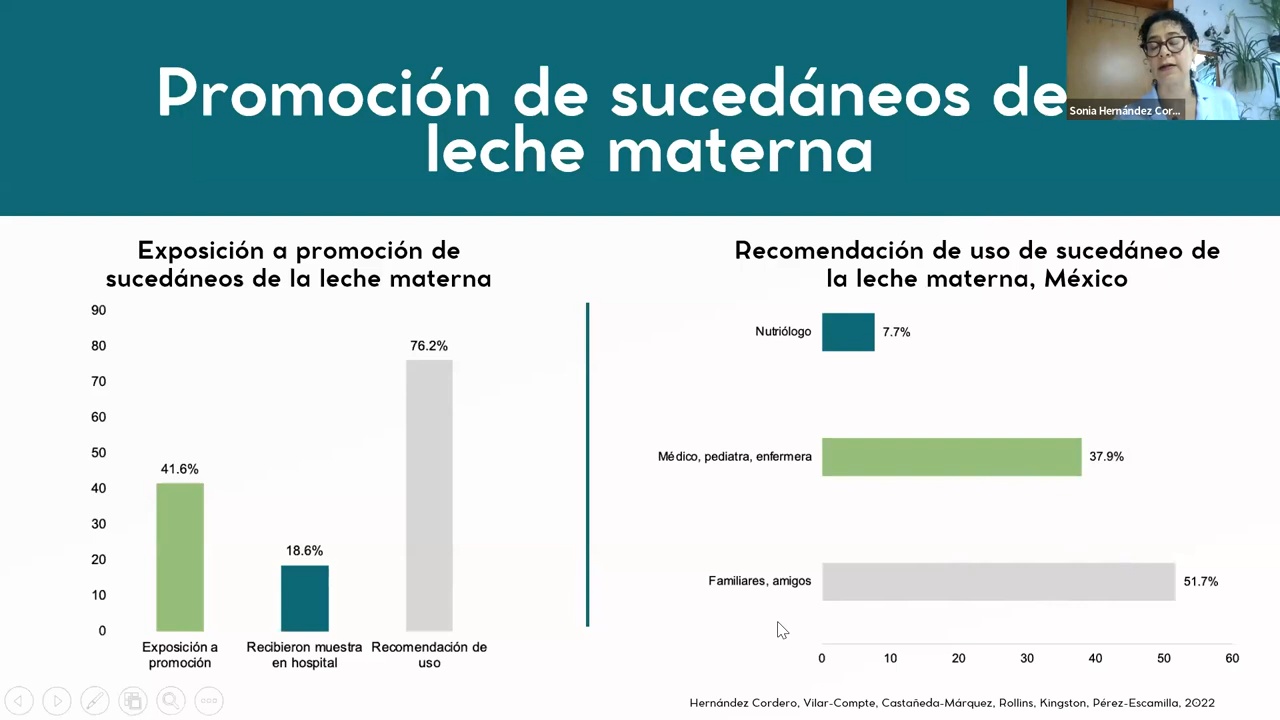 Promoción de sucedáneos de
leche materna
Sonia Hernández Cor...
Exposición a promoción de
sucedáneos de la leche materna
90
80
70
60
50
40
30
20
10
0
41.6%
18.6%
76.2%
Exposición a
promoción
Recibieron muestra
en hospital
Recomendación de
uso
Recomendación de uso de sucedáneo de
la leche materna, México
Nutriólogo
7.7%
Médico, pediatra, enfermera
37.9%
Familiares, amigos
51.7%
0 10 20 30 40 50 60
Hernández Cordero, Vilar-Compte, Castañeda-Márquez, Rollins, Kingston, Pérez-Escamilla, 2022